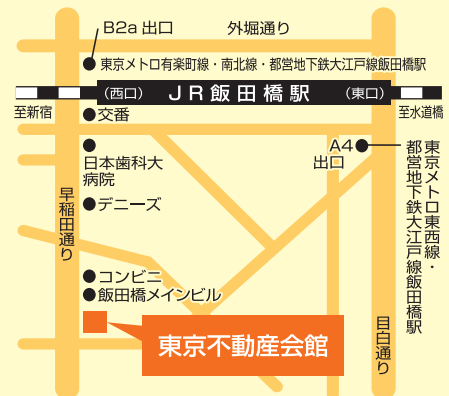 B2a 出口
外堀通り
東京メトロ有楽町線・南北線・都営地下鉄大江戸線飯田橋駅
(西口)
JR飯田橋駅
(東口)
至新宿
至水道橋
交番
A4
出口
日本歯科大
病院
東京メトロ東西線・
都営地下鉄大江戸線飯田橋駅
早稲田通り
デニーズ
コンビニ
飯田橋メインビル
目白通り
東京不動産会館